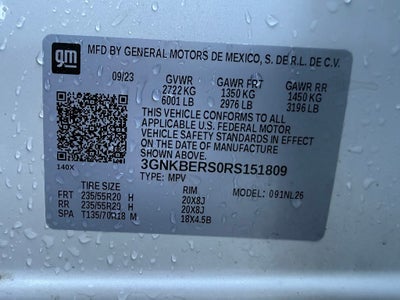 gm
MFD BY GENERAL MOTORS DE MEXICO, S. DE R.L. DE C.V.
09/23 GVWR GAWR FRT GAWR RR
2722 KG 1350 KG 1450 KG
6001 LB 2976 LB 3196 LB
THIS VEHICLE CONFORMS TO ALL
APPLICABLE U.S. FEDERAL MOTOR
VEHICLE SAFETY STANDARDS IN EFFECT
ON THE DATE OF MANUFACTURE SHOWN ABOVE.
3GNKBERS0RS151809
140X TYPE: MPV
TIRE SIZE RIM MODEL: 091NL26
FRT 235/55R20 H 20X8J
RR 235/55R20 H 20X8J
SPA T135/70R18 M 18X4.5B